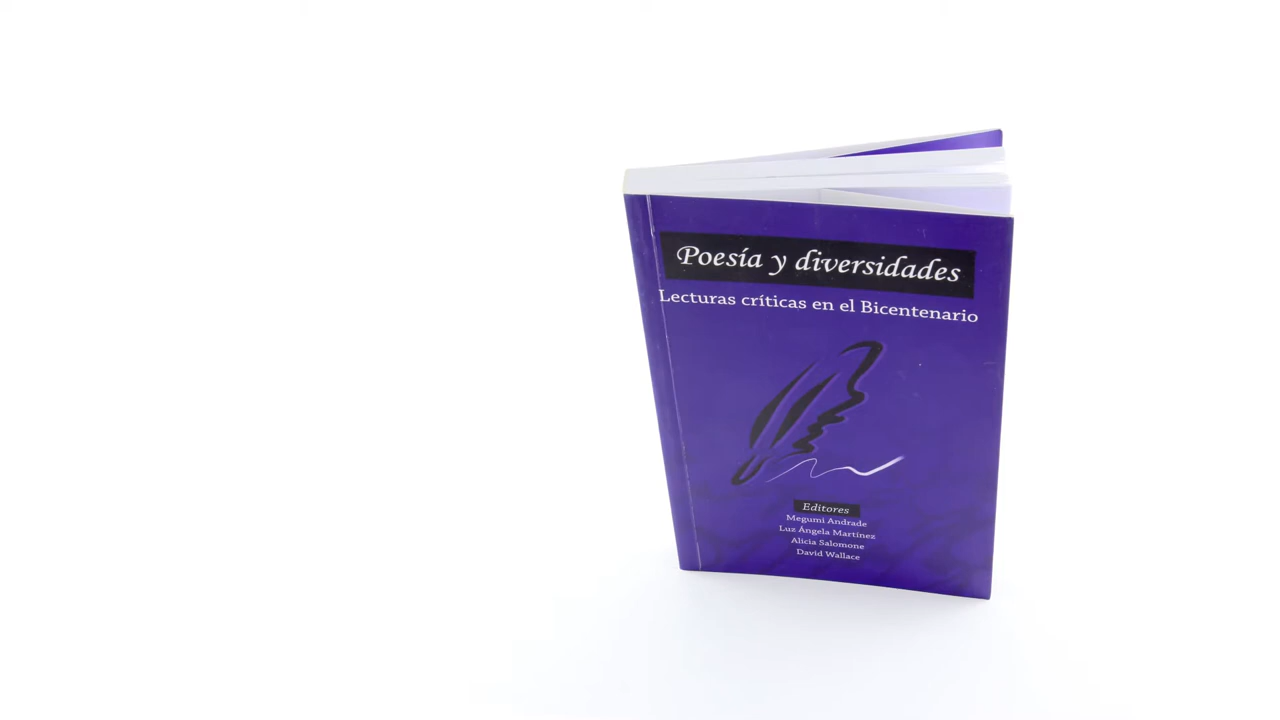 Poesía y diversidades
Lecturas críticas en el Bicentenario
Editores
Megumi Andrade
Luz Ángela Martínez
Alicia Salomone
David Wallace